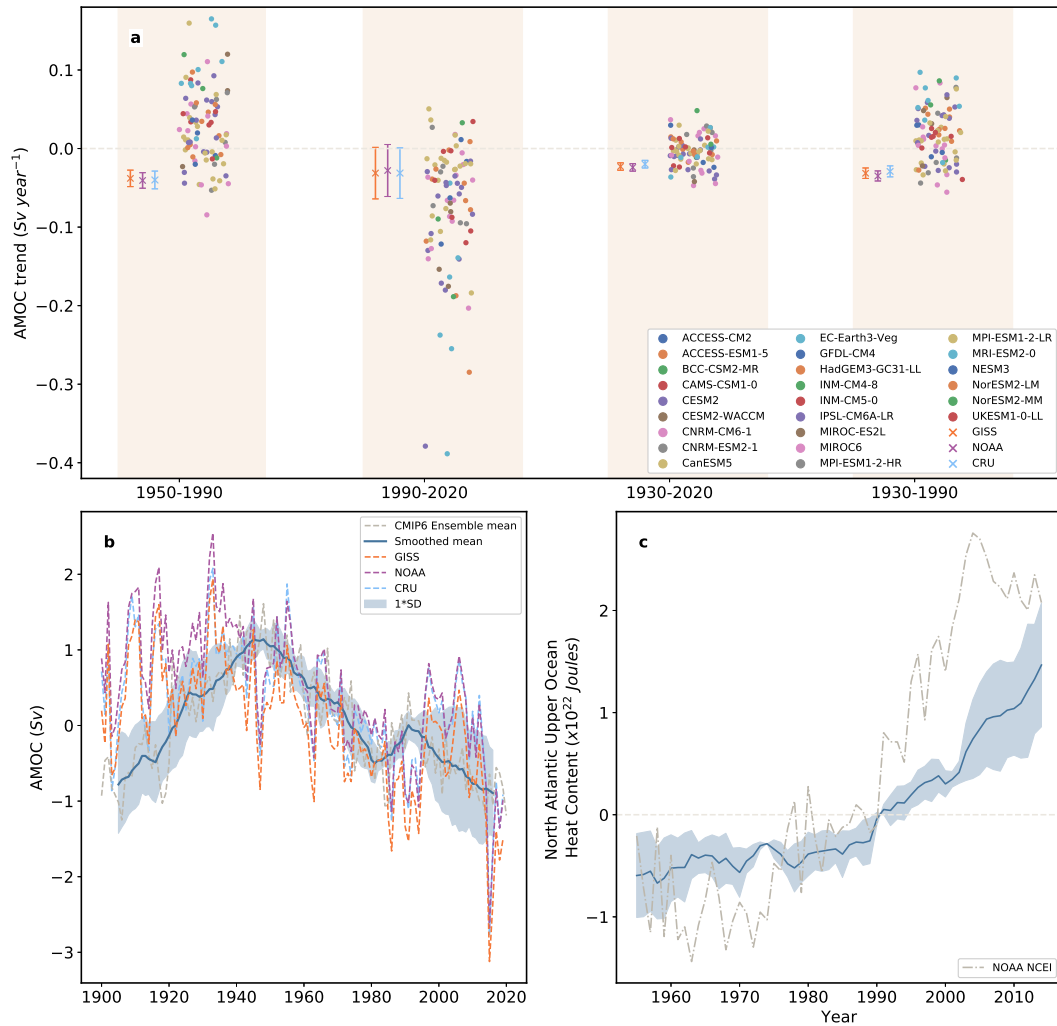 a
AMOC trend (Sv year−1)
0.1
0.0
−0.1
−0.2
−0.3
−0.4
1950-1990
1990-2020
1930-2020
1930-1990
ACCESS-CM2
ACCESS-ESM1-5
BCC-CSM2-MR
CAMS-CSM1-0
CESM2
CESM2-WACCM
CNRM-CM6-1
CNRM-ESM2-1
CanESM5
EC-Earth3-Veg
GFDL-CM4
HadGEM3-GC31-LL
INM-CM4-8
INM-CM5-0
IPSL-CM6A-LR
MIROC-ES2L
MIROC6
MPI-ESM1-2-HR
MPI-ESM1-2-LR
MRI-ESM2-0
NESM3
NorESM2-LM
NorESM2-MM
UKESM1-0-LL
GISS
NOAA
CRU
b
AMOC (Sv)
2
1
0
−1
−2
−3
1900
1920
1940
1960
1980
2000
2020
CMIP6 Ensemble mean
Smoothed mean
GISS
NOAA
CRU
1*SD
c
North Atlantic Upper Ocean
Heat Content (x10²² Joules)
2
1
0
−1
1960
1970
1980
1990
2000
2010
Year
NOAA NCEI